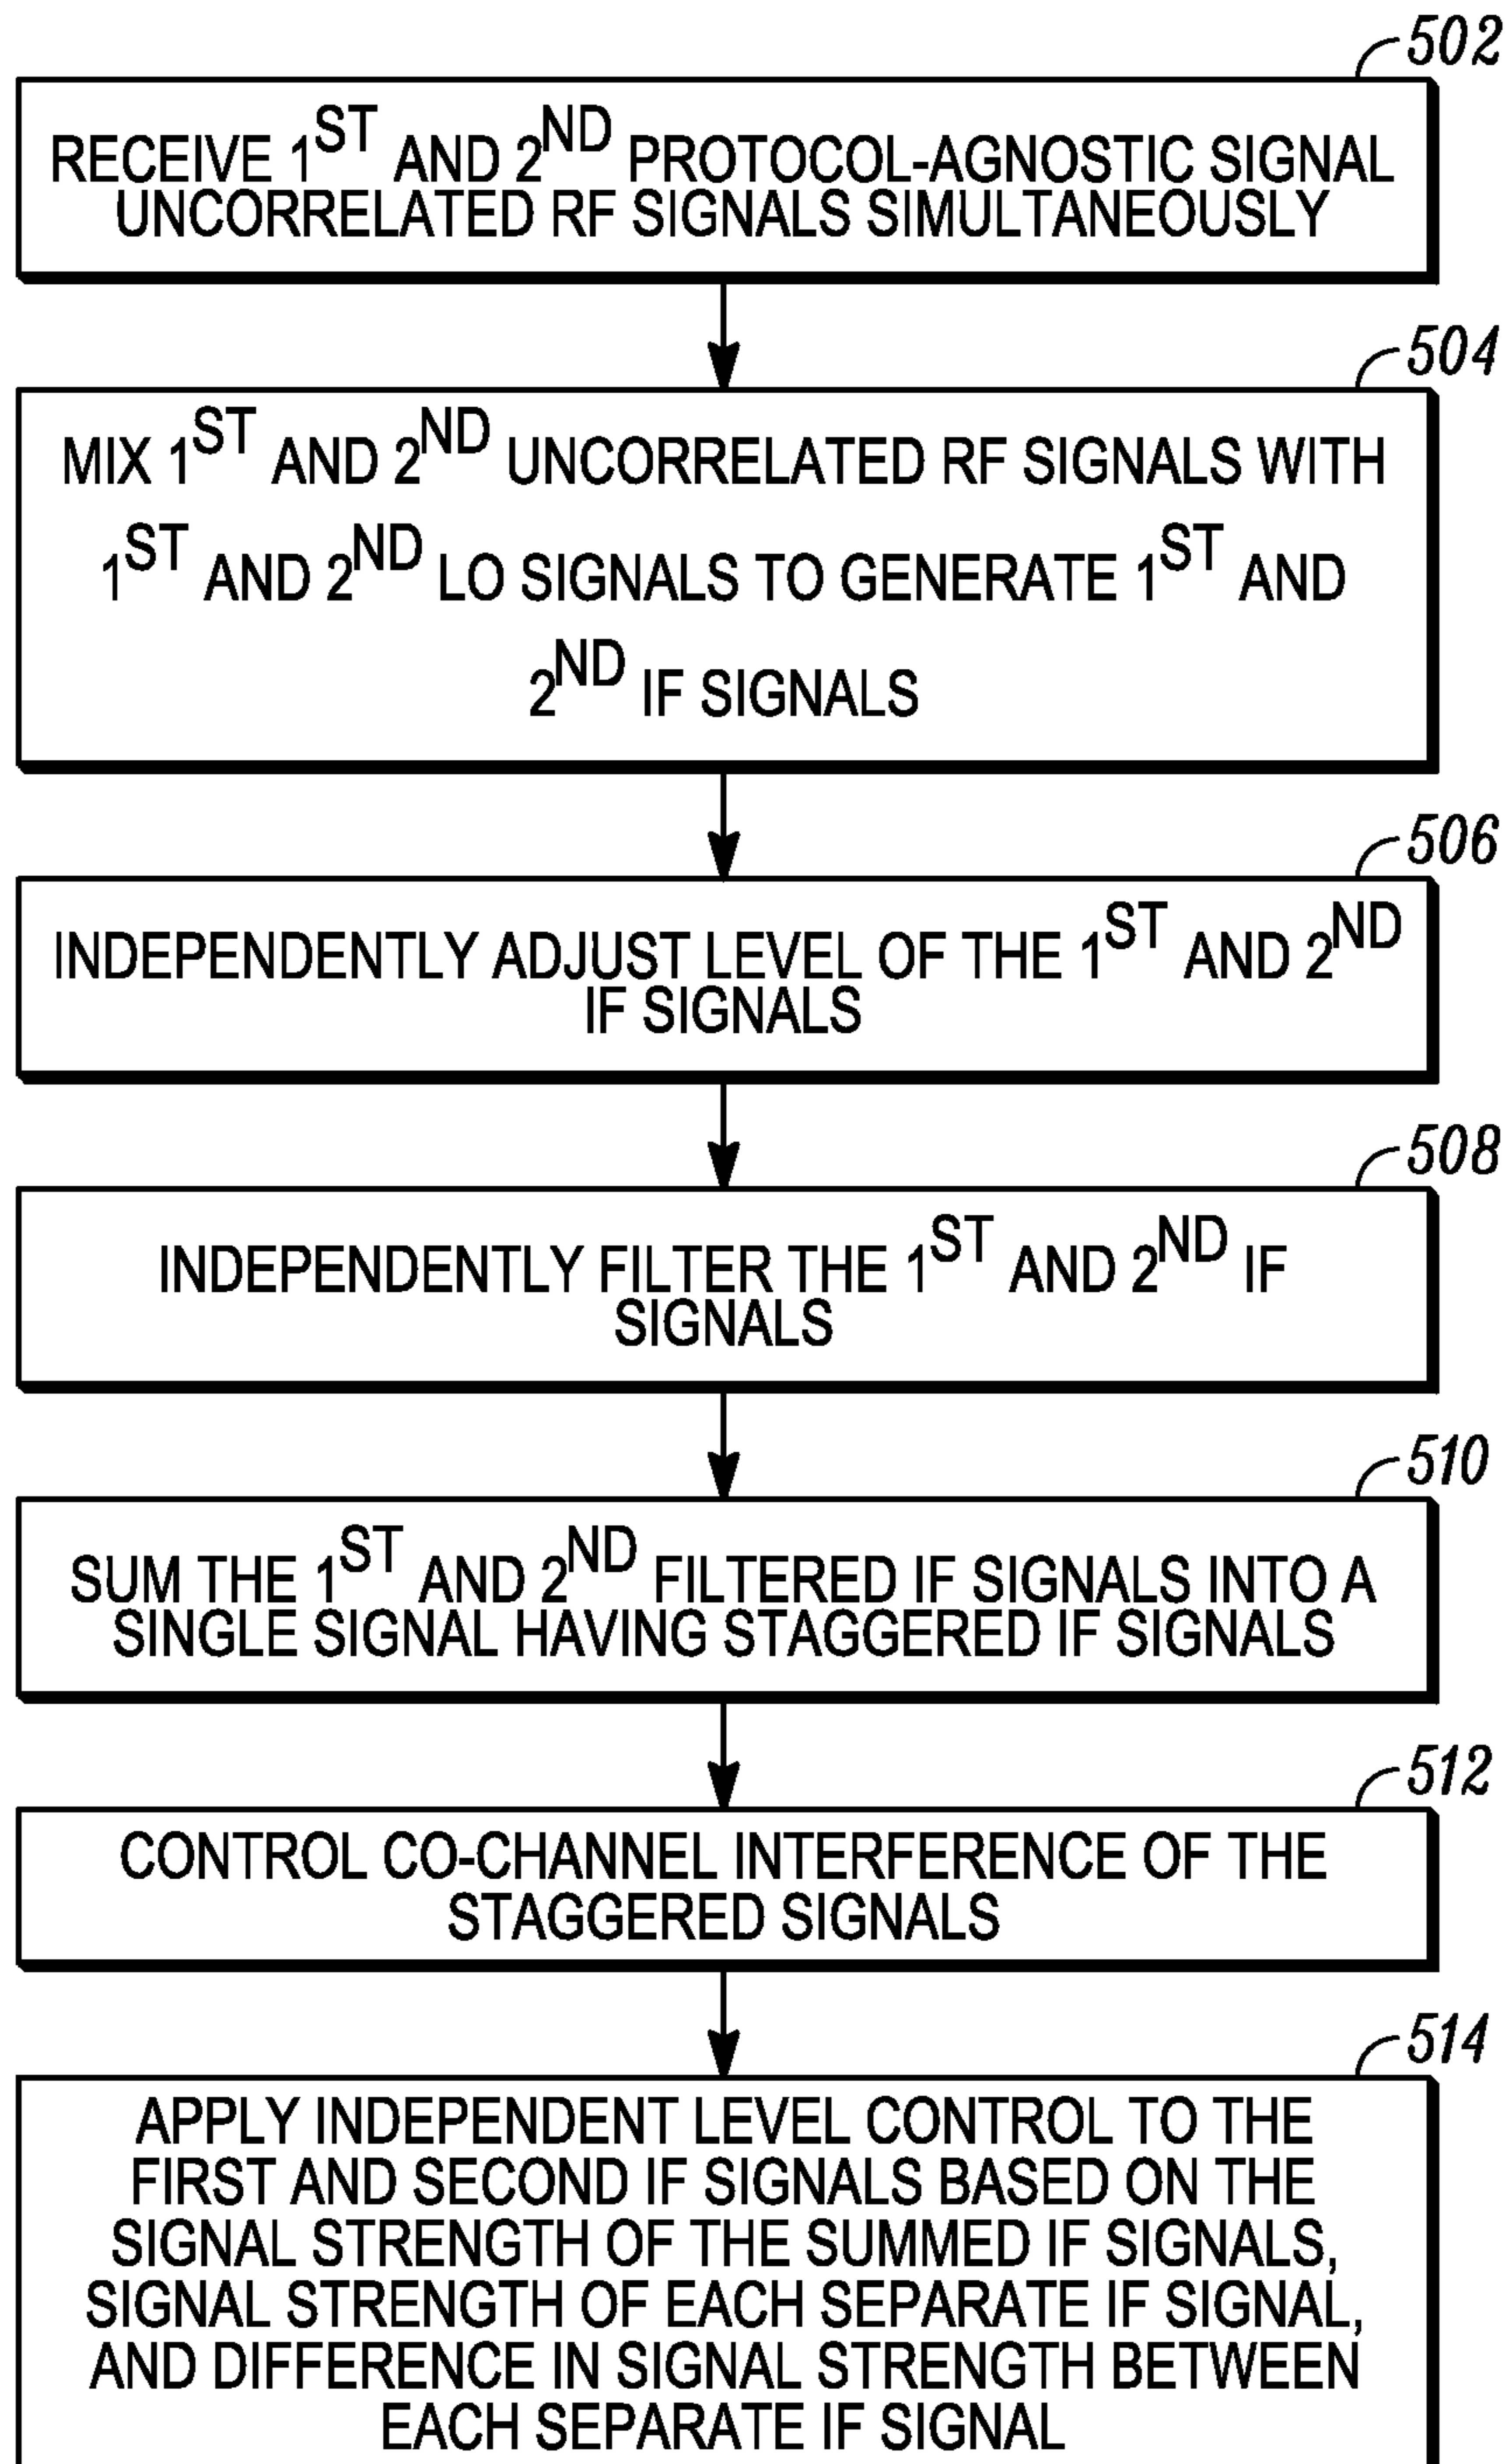 502
RECEIVE 1ST AND 2ND PROTOCOL-AGNOSTIC SIGNAL
UNCORRELATED RF SIGNALS SIMULTANEOUSLY
504
MIX 1ST AND 2ND UNCORRELATED RF SIGNALS WITH
1ST AND 2ND LO SIGNALS TO GENERATE 1ST AND
2ND IF SIGNALS
506
INDEPENDENTLY ADJUST LEVEL OF THE 1ST AND 2ND
IF SIGNALS
508
INDEPENDENTLY FILTER THE 1ST AND 2ND IF
SIGNALS
510
SUM THE 1ST AND 2ND FILTERED IF SIGNALS INTO A
SINGLE SIGNAL HAVING STAGGERED IF SIGNALS
512
CONTROL CO-CHANNEL INTERFERENCE OF THE
STAGGERED SIGNALS
514
APPLY INDEPENDENT LEVEL CONTROL TO THE
FIRST AND SECOND IF SIGNALS BASED ON THE
SIGNAL STRENGTH OF THE SUMMED IF SIGNALS,
SIGNAL STRENGTH OF EACH SEPARATE IF SIGNAL,
AND DIFFERENCE IN SIGNAL STRENGTH BETWEEN
EACH SEPARATE IF SIGNAL